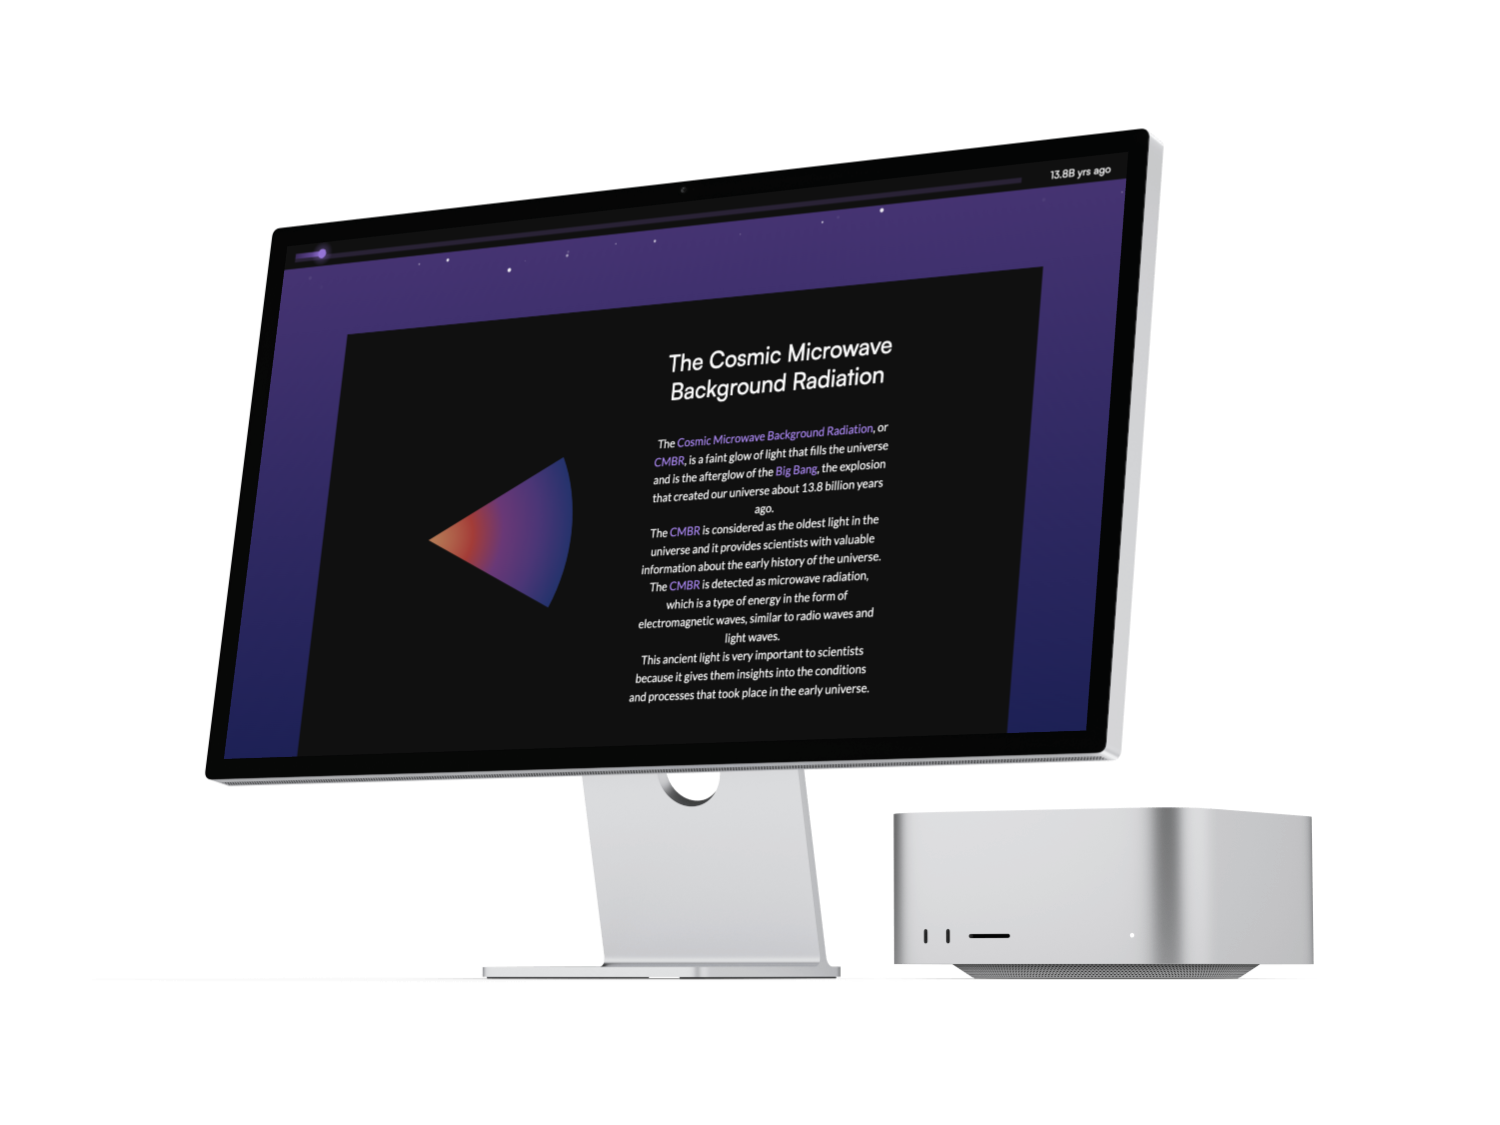 13.8B yrs ago
The Cosmic Microwave
Background Radiation
The Cosmic Microwave Background Radiation, or
CMBR, is a faint glow of light that fills the universe
and is the afterglow of the Big Bang, the explosion
that created our universe about 13.8 billion years
ago.
The CMBR is considered as the oldest light in the
universe and it provides scientists with valuable
information about the early history of the universe.
The CMBR is detected as microwave radiation,
which is a type of energy in the form of
electromagnetic waves, similar to radio waves and
light waves.
This ancient light is very important to scientists
because it gives them insights into the conditions
and processes that took place in the early universe.